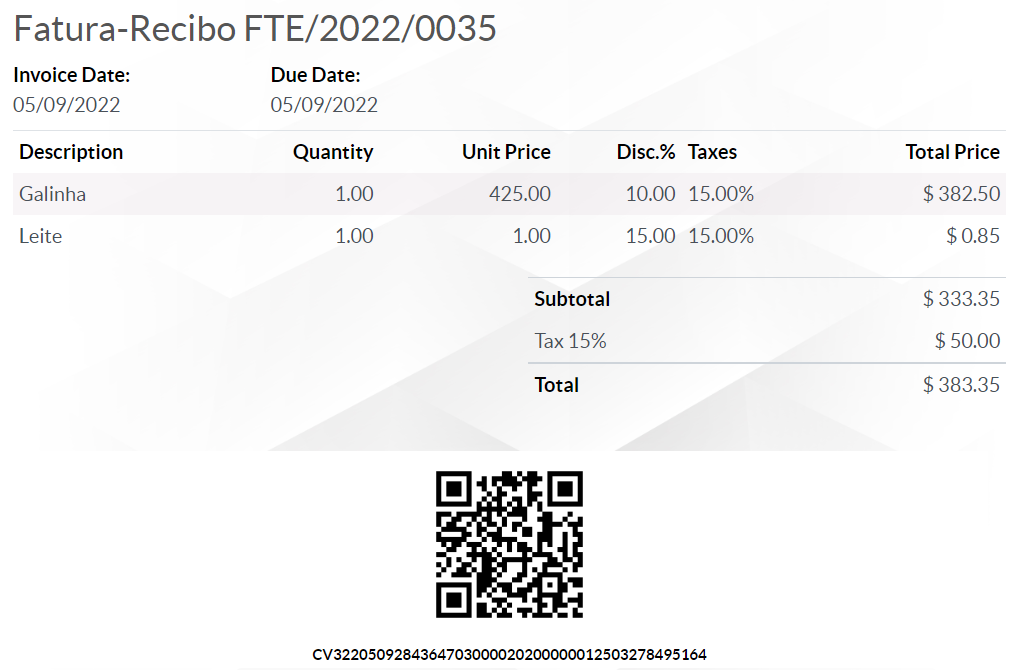 Fatura-Recibo FTE/2022/0035
Invoice Date: Due Date:
05/09/2022 05/09/2022
Description Quantity Unit Price Disc.% Taxes Total Price
Galinha 1.00 425.00 10.00 15.00% $ 382.50
Leite 1.00 1.00 15.00 15.00% $ 0.85
Subtotal $ 333.35
Tax 15% $ 50.00
Total $ 383.35
CV3220509284364703000020200000012503278495164